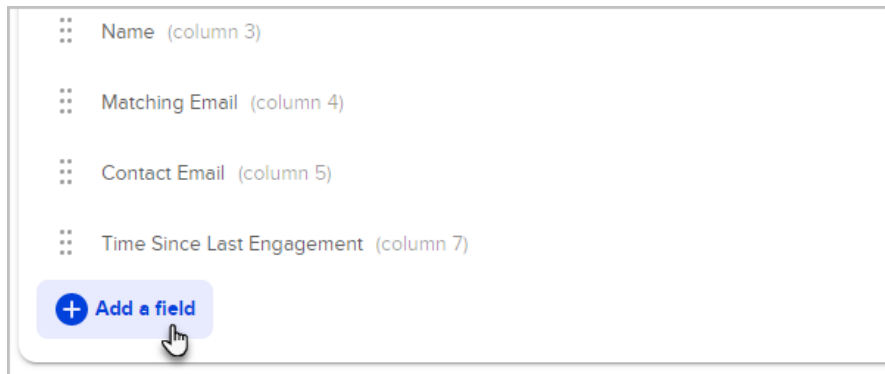 Name (column 3)
Matching Email (column 4)
Contact Email (column 5)
Time Since Last Engagement (column 7)
Add a field